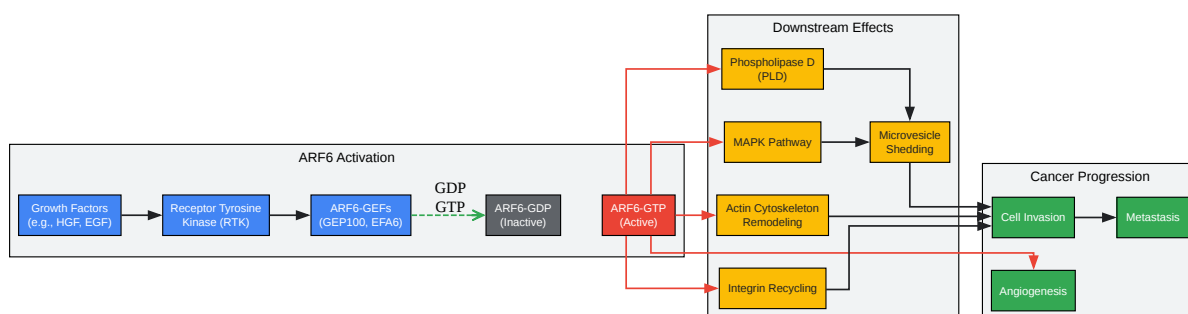 Downstream Effects
Phospholipase D
(PLD)
MAPK Pathway
Microvesicle
Shedding
ARF6 Activation
Cancer Progression
GDP
GTP
Growth Factors
(e.g., HGF, EGF)
Receptor Tyrosine
Kinase (RTK)
ARF6-GEFs
(GEP100, EFA6)
ARF6-GDP
(Inactive)
ARF6-GTP
(Active)
Actin Cytoskeleton
Remodeling
Cell Invasion
Metastasis
Integrin Recycling
Angiogenesis